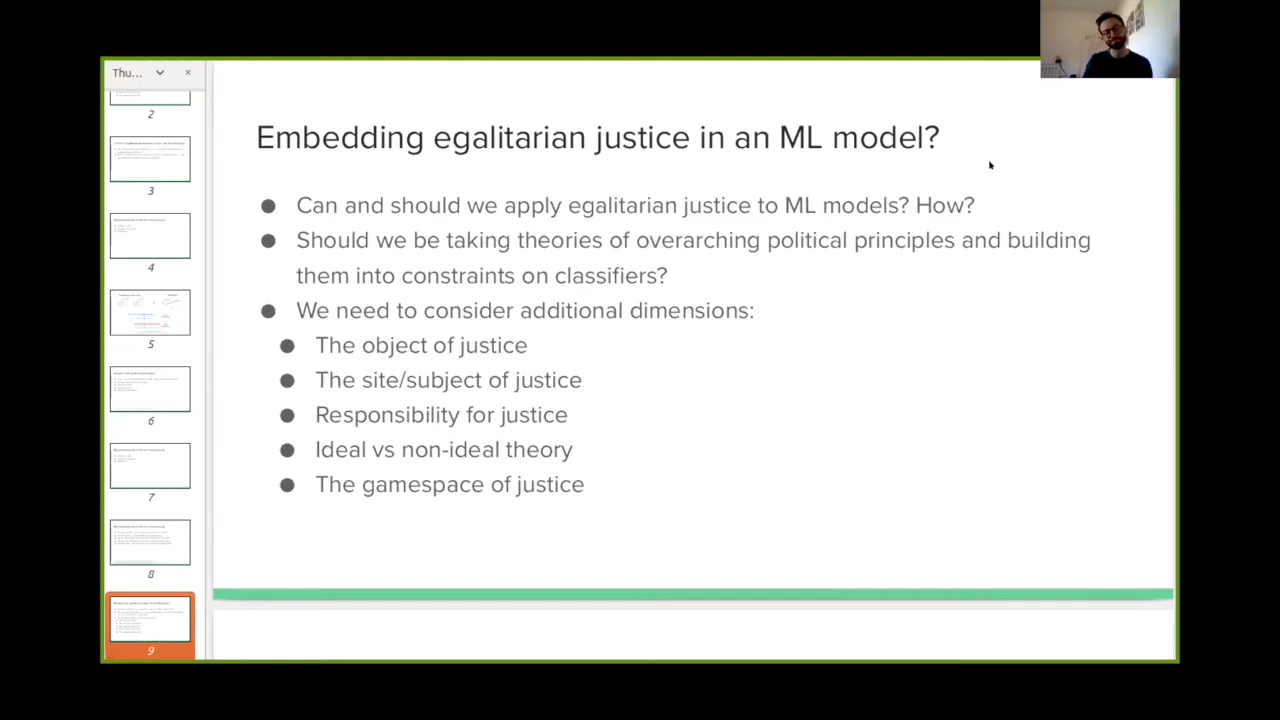 Thu...
2
3
4
5
6
7
8
9
Embedding egalitarian justice in an ML model?
● Can and should we apply egalitarian justice to ML models? How?
● Should we be taking theories of overarching political principles and building
them into constraints on classifiers?
● We need to consider additional dimensions:
● The object of justice
● The site/subject of justice
● Responsibility for justice
● Ideal vs non-ideal theory
● The gamespace of justice